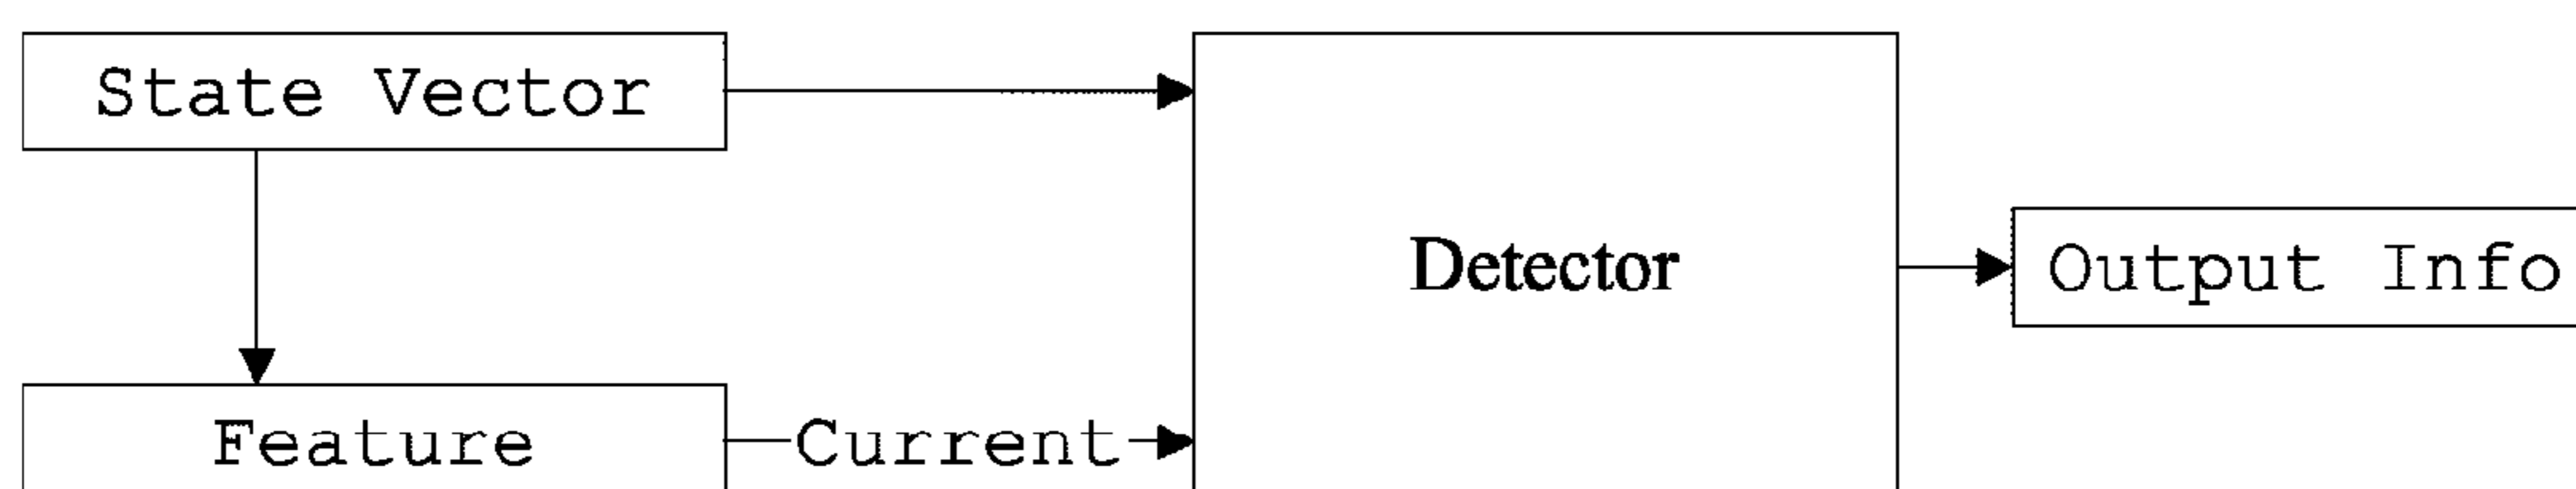 State Vector
Detector
Output Info
Feature
Current